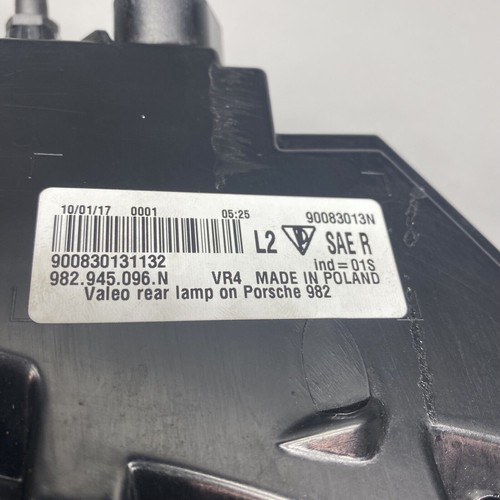 10/01/17 0001 05:25 90083013N
L2 SAE R
900830131132 ind=01S
982.945.096.N VR4 MADE IN POLAND
Valeo rear lamp on Porsche 982